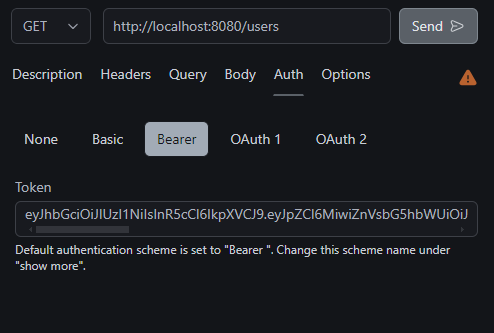 GET http://localhost:8080/users Send
Description Headers Query Body Auth Options
None Basic Bearer OAuth 1 OAuth 2
Token
eyJhbGciOiJIUzI1NiIsInR5cCI6IkpXVCJ9.eyJpZCI6MiwiZnVsbG5hbWUiOiJ
Default authentication scheme is set to "Bearer ". Change this scheme name under
"show more".